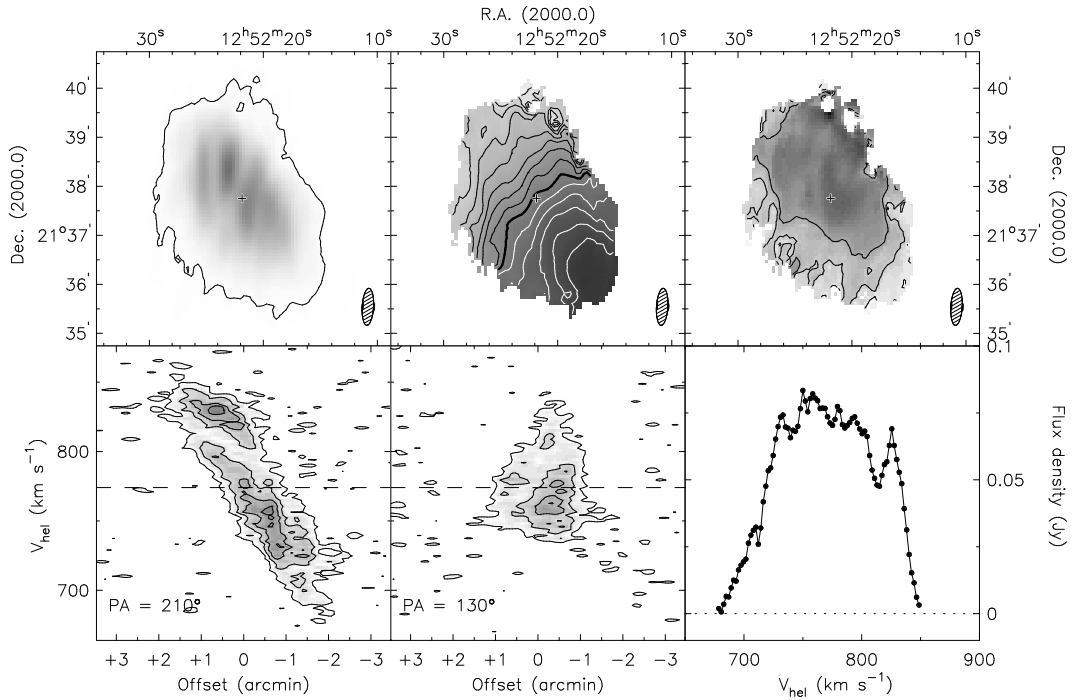 R.A. (2000.0)
30ˢ 12ʰ52ᵐ20ˢ 10ˢ
30ˢ 12ʰ52ᵐ20ˢ 10ˢ
30ˢ 12ʰ52ᵐ20ˢ 10ˢ
Dec. (2000.0)
40'
39'
38'
21°37'
36'
35'
40'
39'
38'
21°37'
36'
35'
Dec. (2000.0)
V_hel (km s⁻¹)
800
700
PA = 210°
+3 +2 +1 0 −1 −2 −3
Offset (arcmin)
PA = 130°
+3 +2 +1 0 −1 −2 −3
Offset (arcmin)
0.1
0.05
0
Flux density (Jy)
700 800 900
V_hel (km s⁻¹)